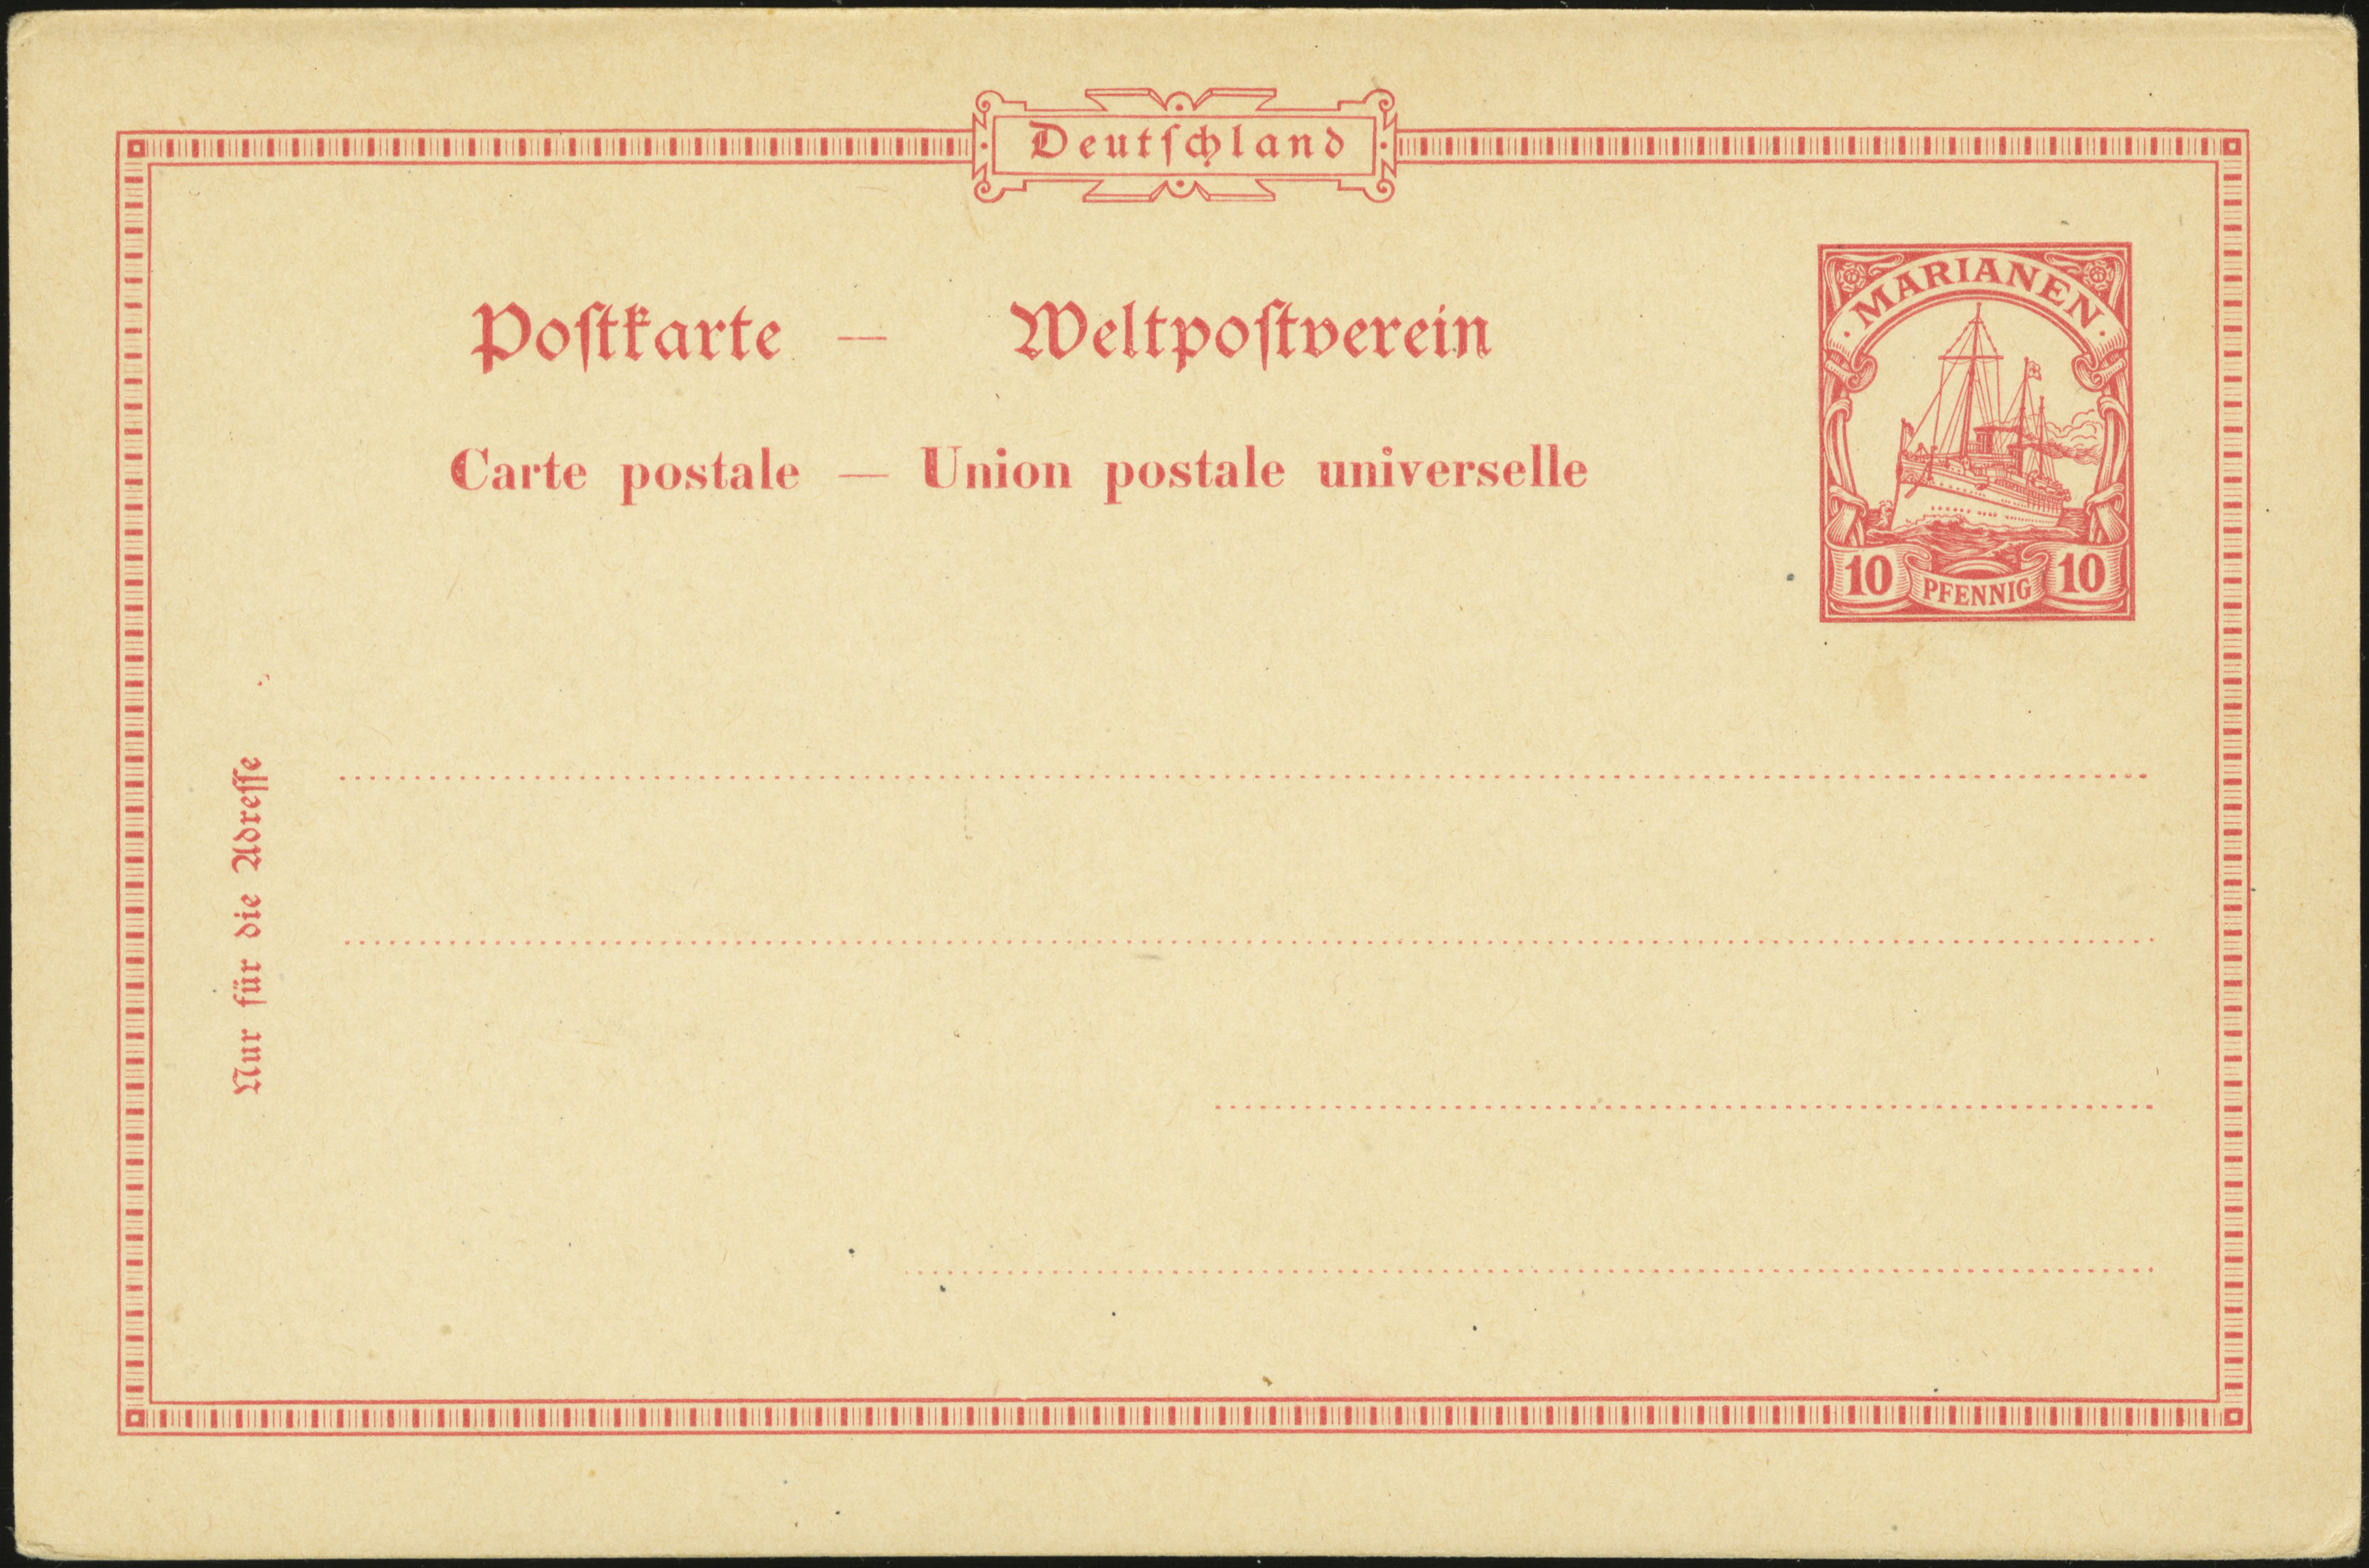 Deutſchland
MARIANEN
Poſtkarte — Weltpoſtverein
Carte postale — Union postale universelle
10 PFENNIG 10
Nur für die Adreſſe